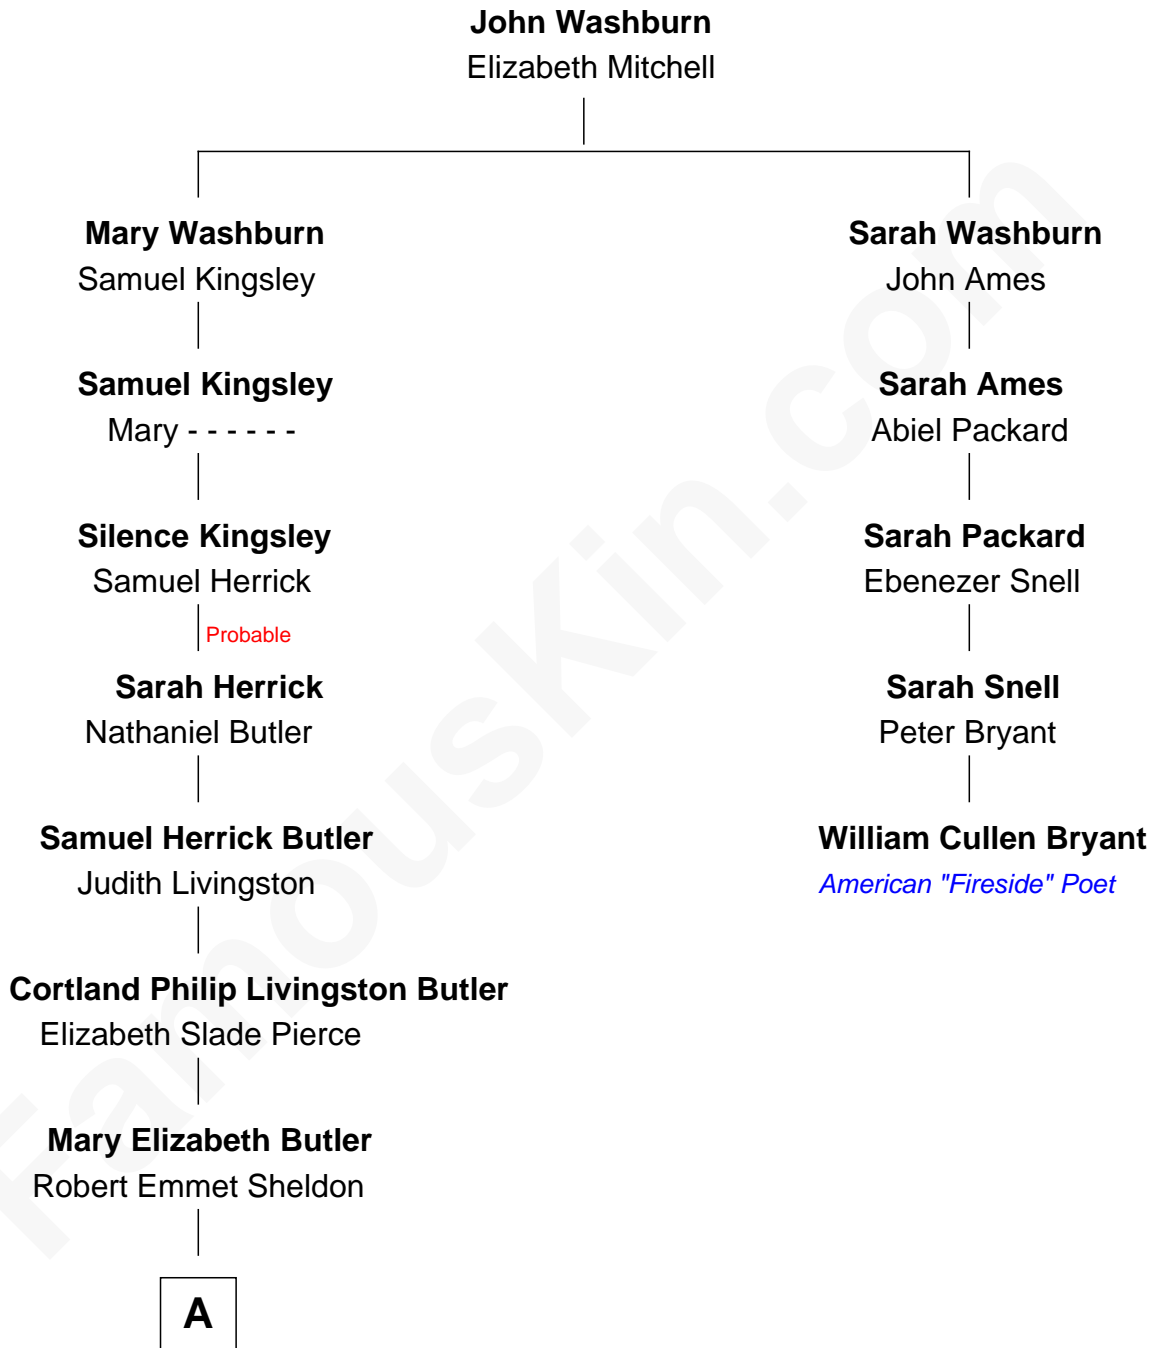 John Washburn
Elizabeth Mitchell
Mary Washburn
Samuel Kingsley
Sarah Washburn
John Ames
Samuel Kingsley
Mary - - - - - -
Sarah Ames
Abiel Packard
Silence Kingsley
Samuel Herrick
Sarah Packard
Ebenezer Snell
Probable
Sarah Herrick
Nathaniel Butler
Sarah Snell
Peter Bryant
Samuel Herrick Butler
Judith Livingston
William Cullen Bryant
American "Fireside" Poet
Cortland Philip Livingston Butler
Elizabeth Slade Pierce
Mary Elizabeth Butler
Robert Emmet Sheldon
A
FamousKin.com